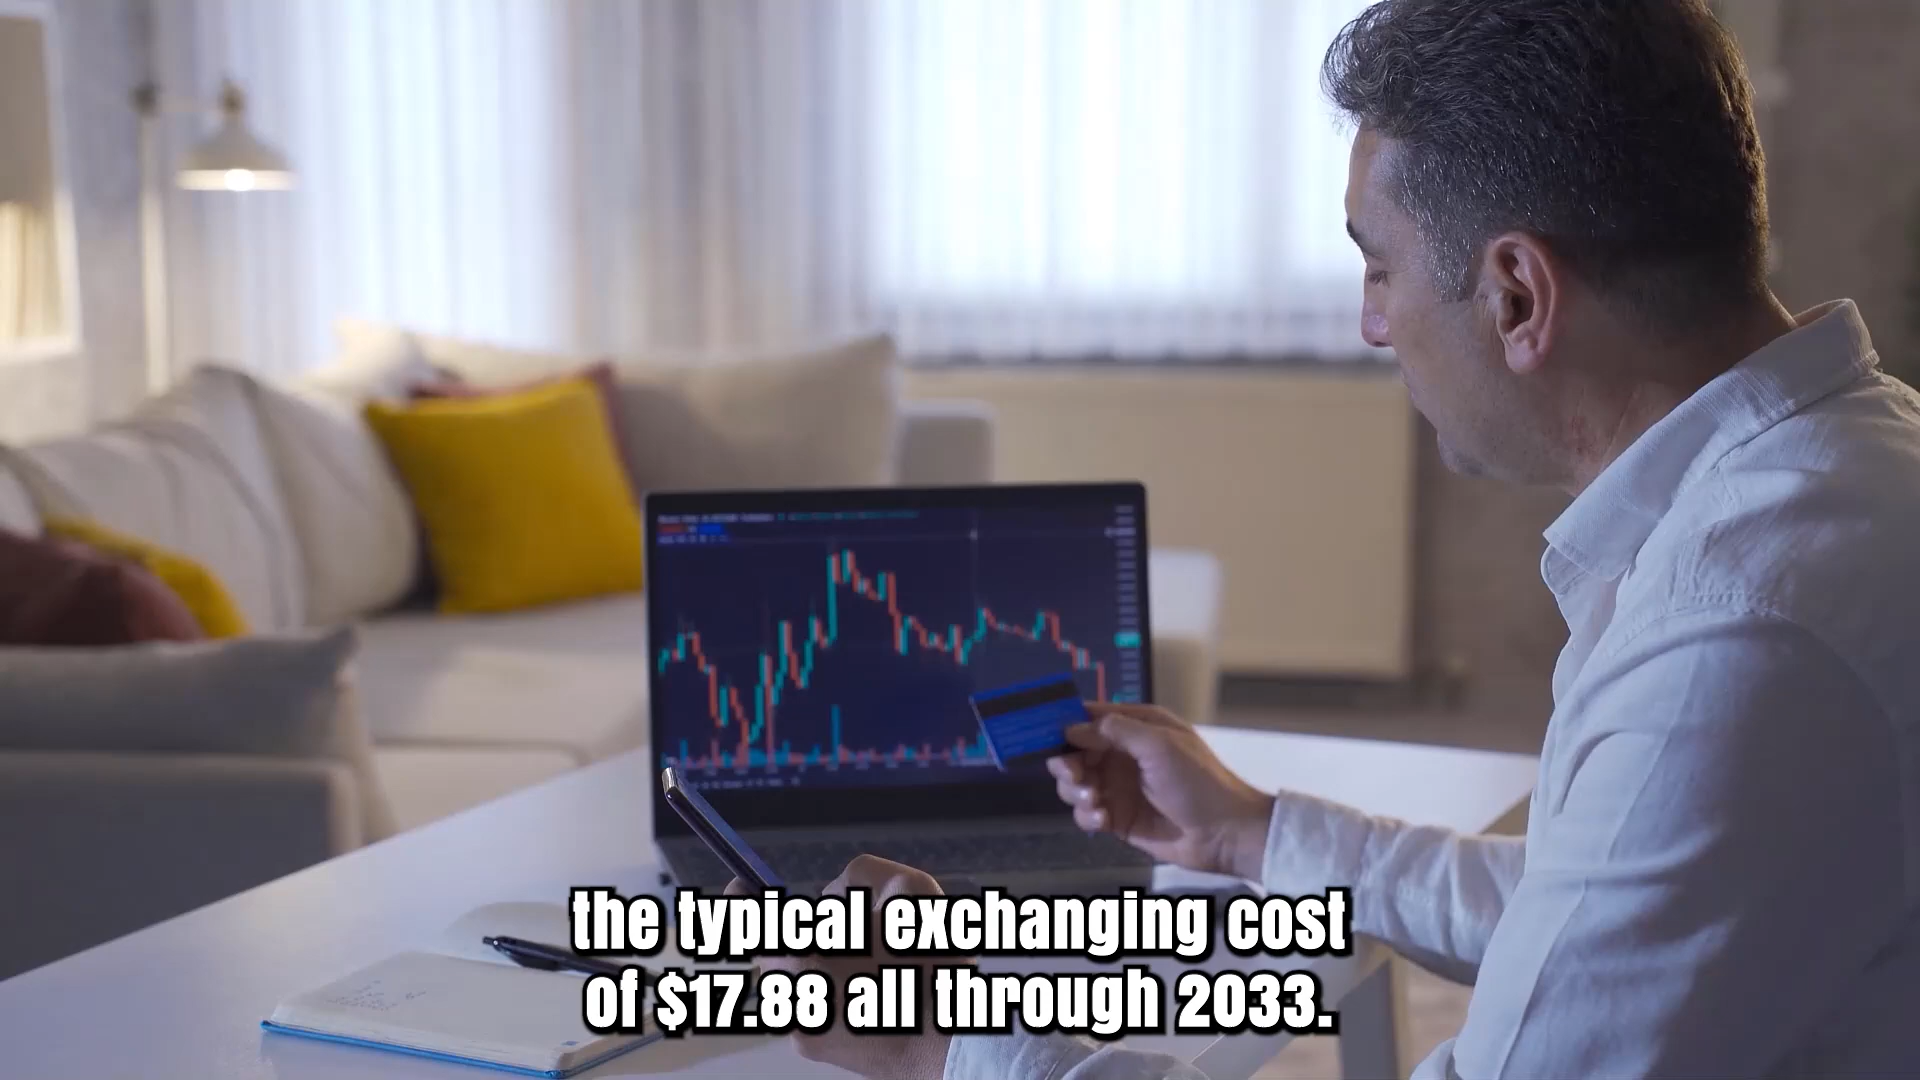 the typical exchanging cost
of $17.88 all through 2033.